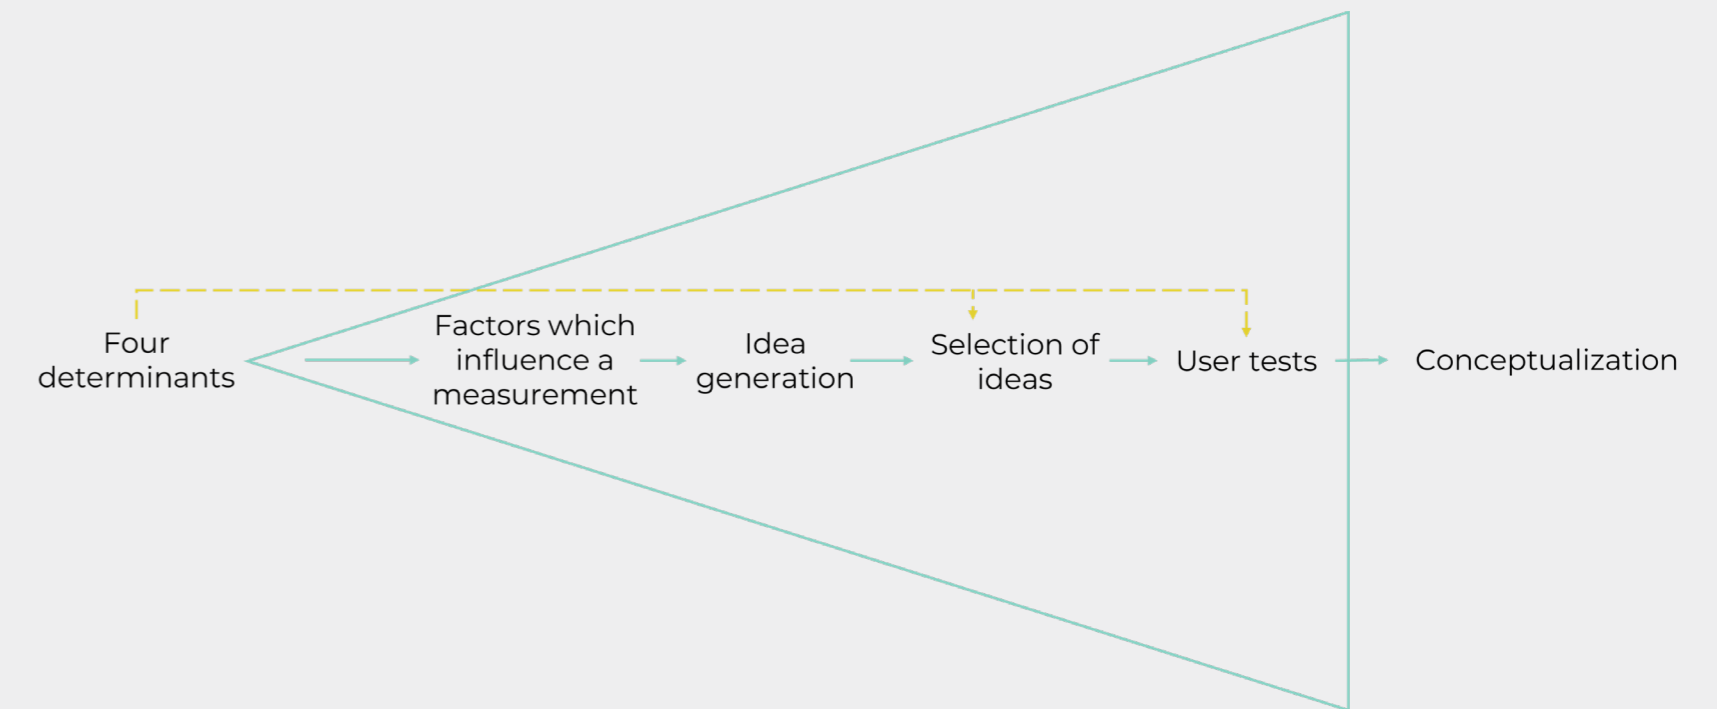 Four
determinants
Factors which
influence a
measurement
Idea
generation
Selection of
ideas
User tests
Conceptualization